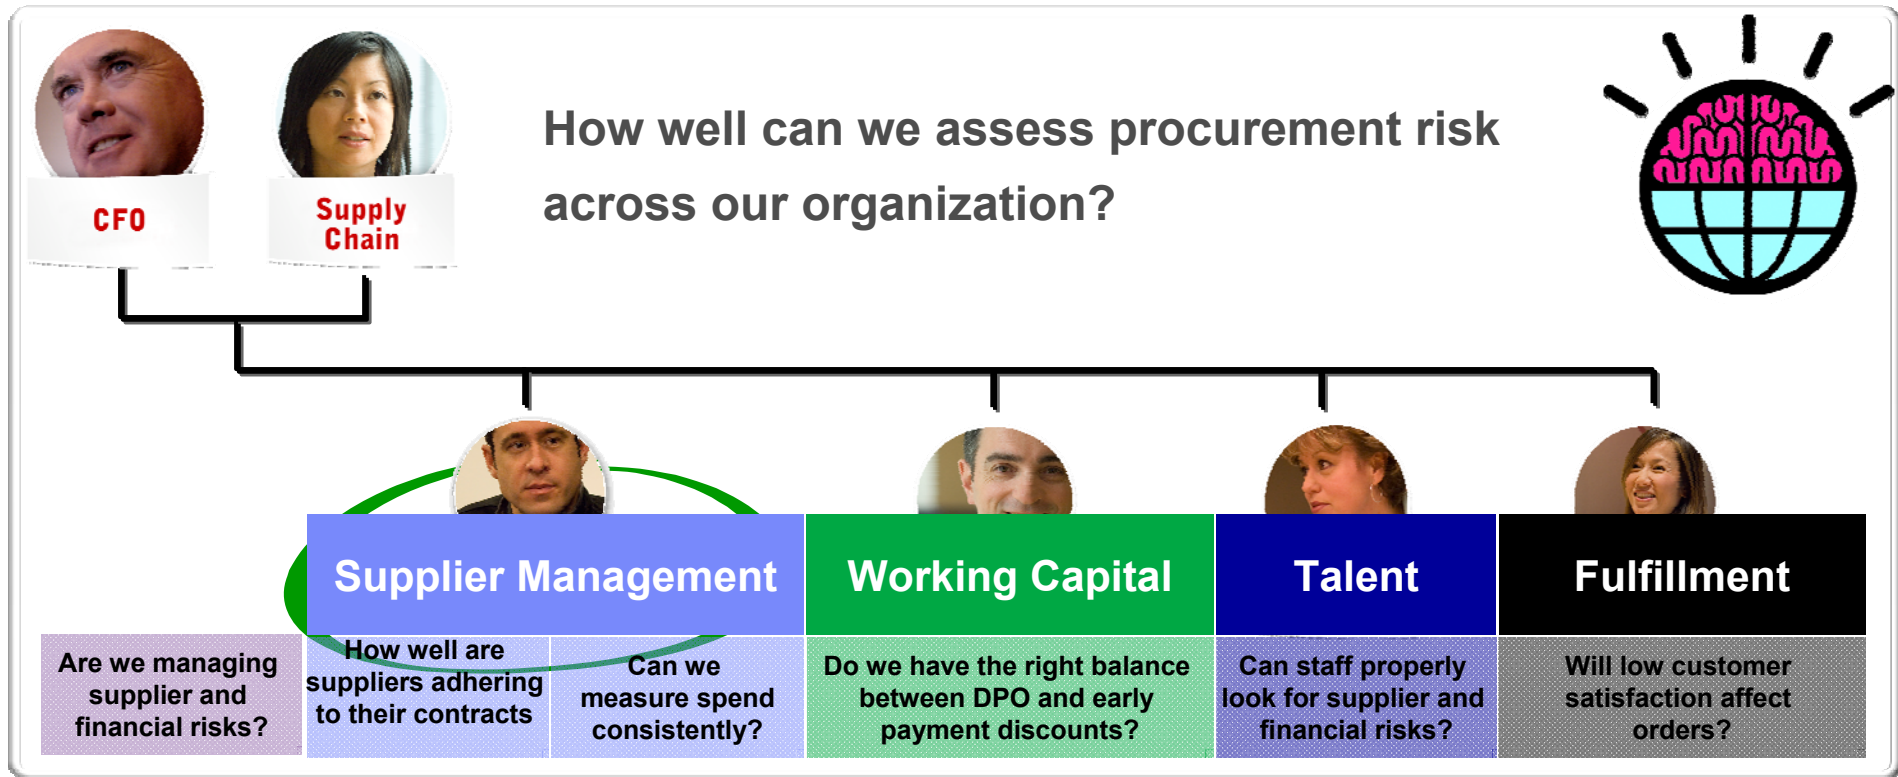 CFO
Supply
Chain
How well can we assess procurement risk
across our organization?
Supplier Management
Working Capital
Talent
Fulfillment
Are we managing
supplier and
financial risks?
How well are
suppliers adhering
to their contracts
Can we
measure spend
consistently?
Do we have the right balance
between DPO and early
payment discounts?
Can staff properly
look for supplier and
financial risks?
Will low customer
satisfaction affect
orders?